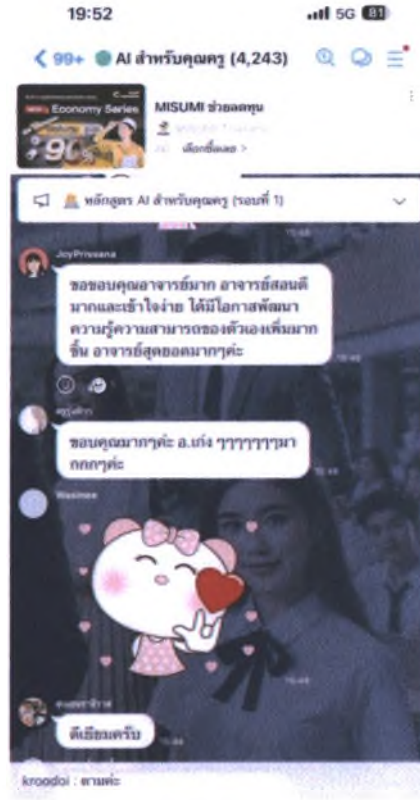 19:52
5G 81
99+ AI สำหรับคุณครู (4,243)
Economy Series
90%
MISUMI ช่วยลดทุน
เลือกซื้อเลย >
หลักสูตร AI สำหรับคุณครู (รอบที่ 1)
JoyPriweana
ขอขอบคุณอาจารย์มาก อาจารย์สอนดี
มากและเข้าใจง่าย ได้มีโอกาสพัฒนา
ความรู้ความสามารถของตัวเองเพิ่มมาก
ขึ้น อาจารย์สุดยอดมากๆค่ะ
ขอบคุณมากๆค่ะ อ.เก่ง ๆๆๆๆๆๆๆมา
กกกๆค่ะ
Wasinee
ดีเยี่ยมครับ
kroodoi : ตามค่ะ